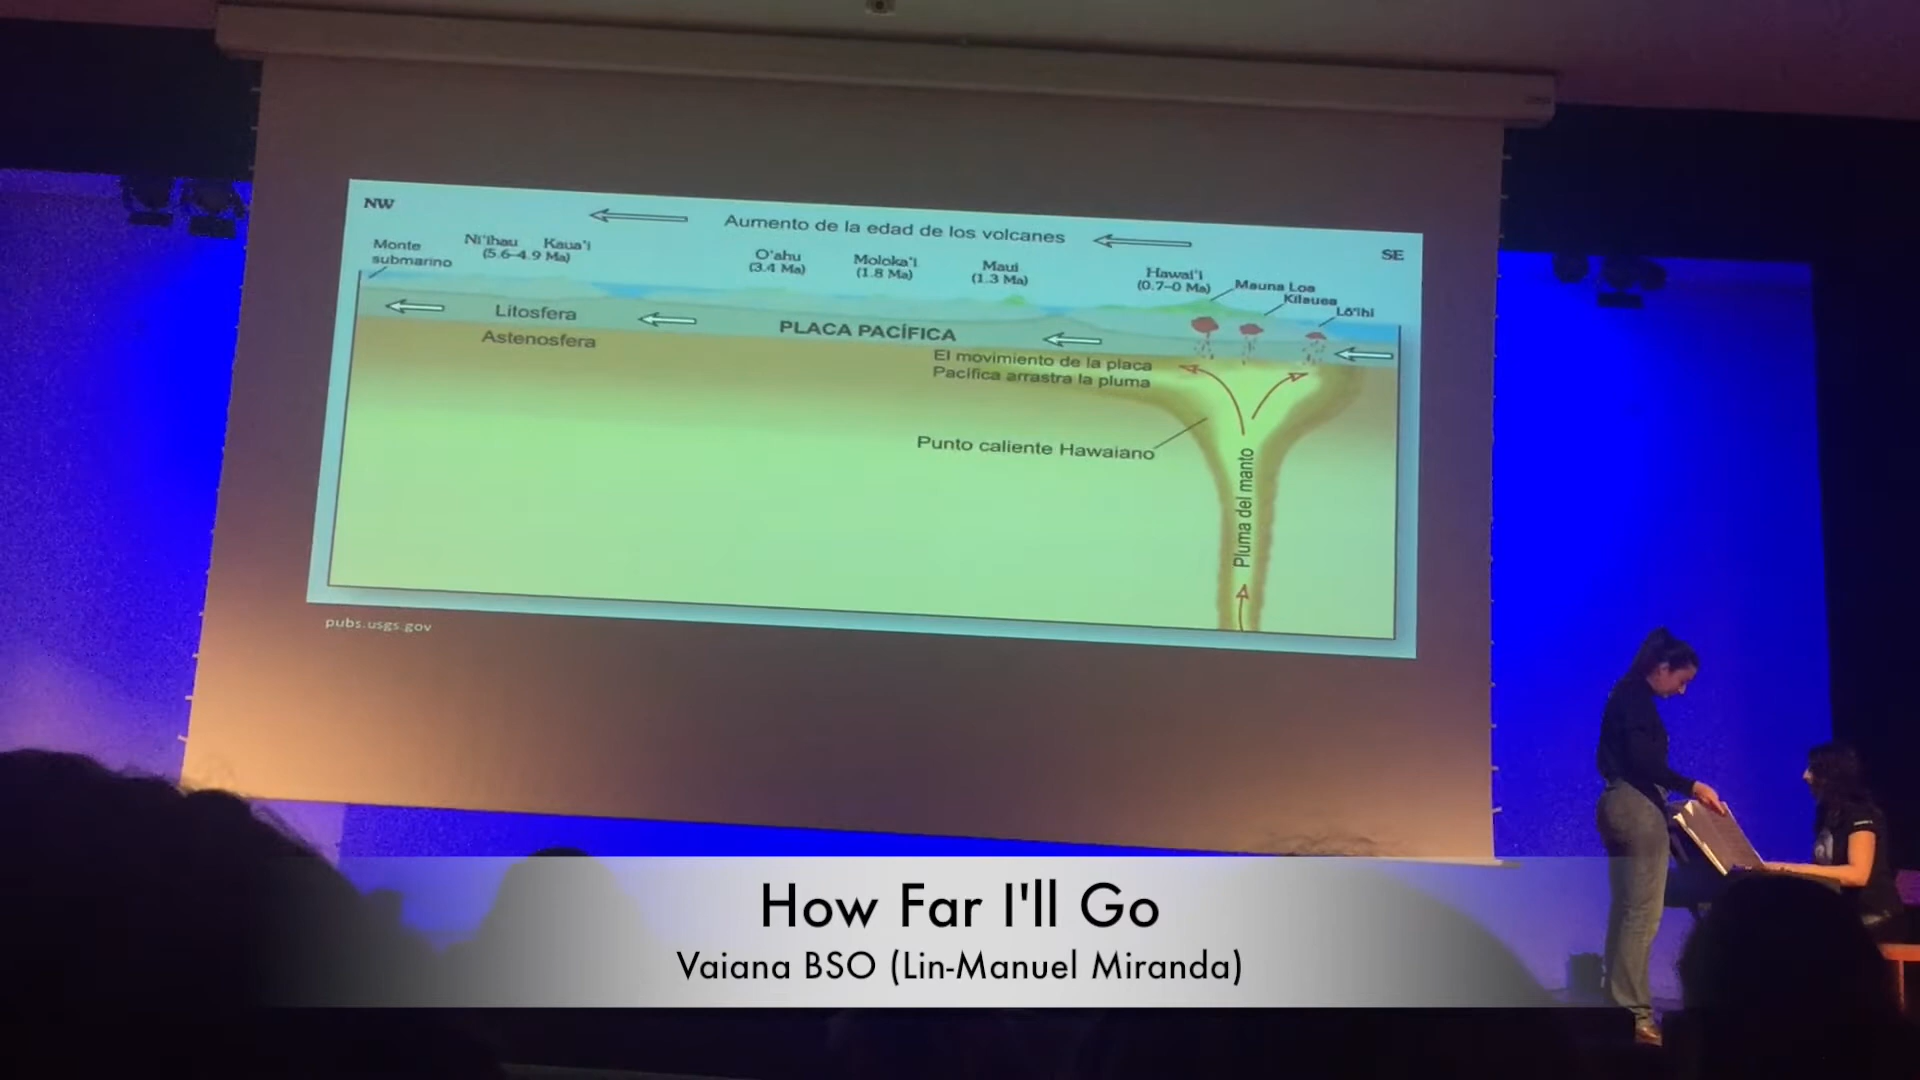 NW
Aumento de la edad de los volcanes
SE
Monte
submarino
Ni'ihau Kaua'i
(5.6-4.9 Ma)
O'ahu
(3.4 Ma)
Moloka'i
(1.8 Ma)
Maui
(1.3 Ma)
Hawai'i
(0.7-0 Ma)
Mauna Loa
Kilauea
Lō'ihi
Litosfera
PLACA PACÍFICA
Astenosfera
El movimiento de la placa
Pacífica arrastra la pluma
Punto caliente Hawaiano
Pluma del manto
pubs.usgs.gov
How Far I'll Go
Vaiana BSO (Lin-Manuel Miranda)